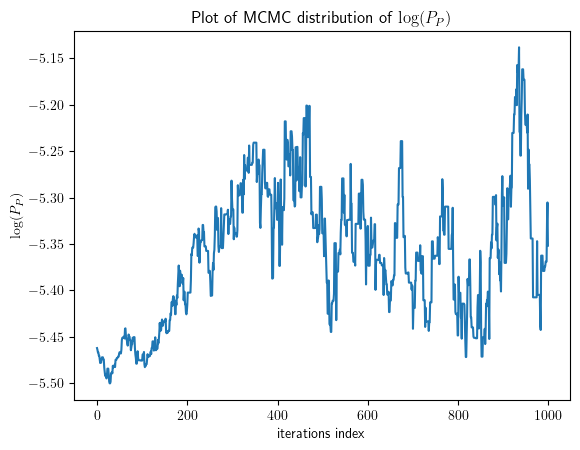 Plot of MCMC distribution of log(P_P)
−5.15
−5.20
−5.25
−5.30
−5.35
−5.40
−5.45
−5.50
log(P_P)
0 200 400 600 800 1000
iterations index